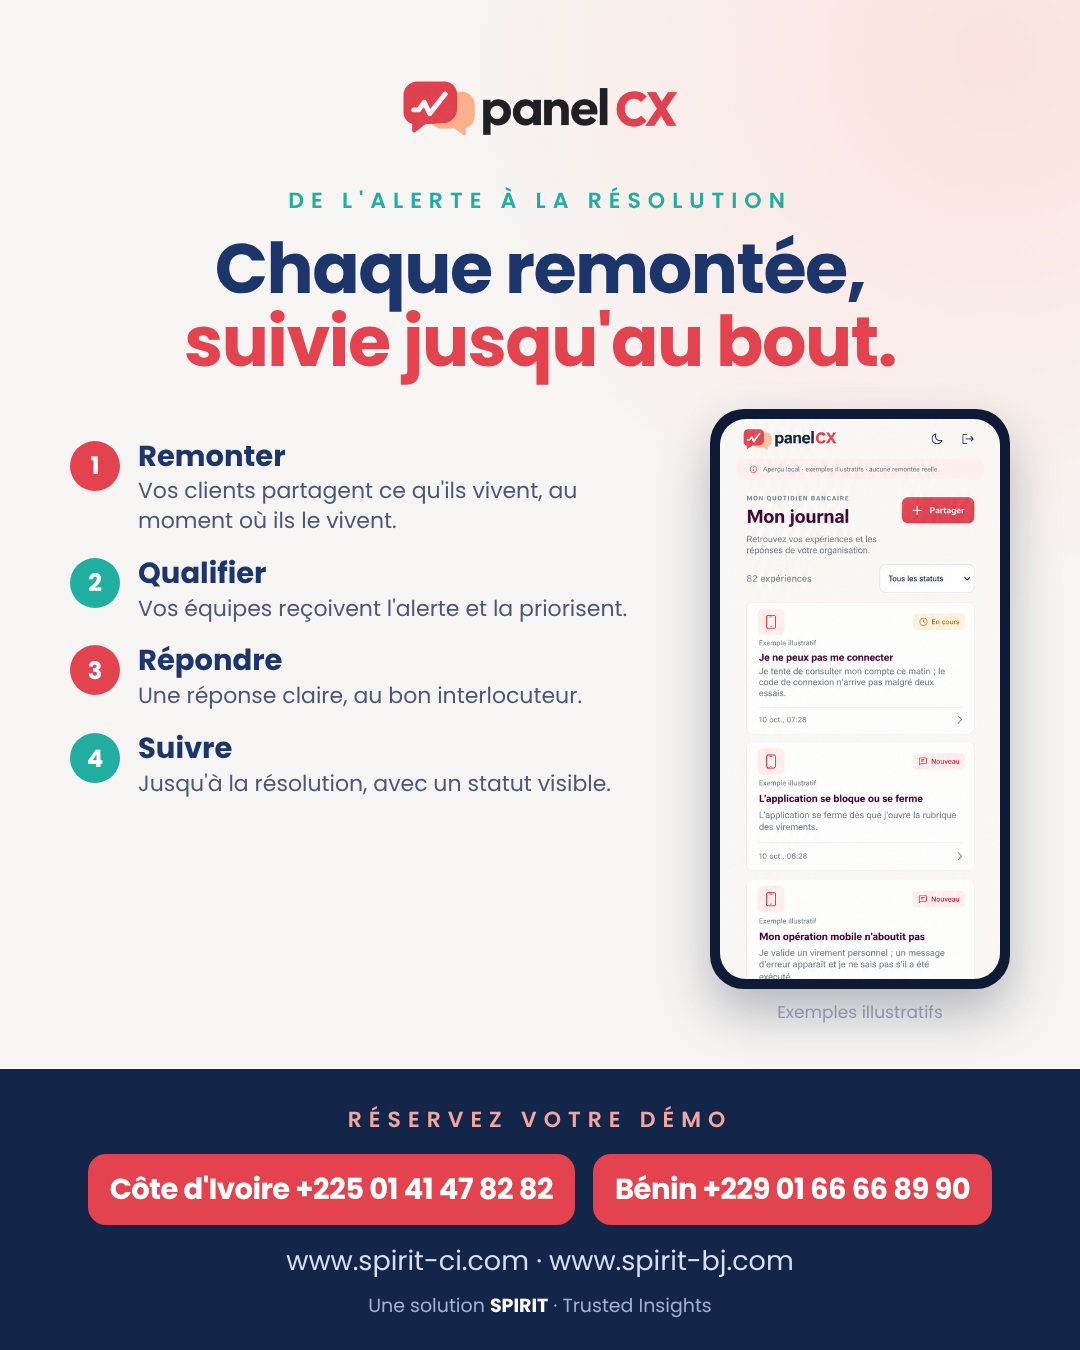 panel CX
DE L'ALERTE À LA RÉSOLUTION
Chaque remontée,
suivie jusqu'au bout.
1
Remonter
Vos clients partagent ce qu'ils vivent, au
moment où ils le vivent.
2
Qualifier
Vos équipes reçoivent l'alerte et la priorisent.
3
Répondre
Une réponse claire, au bon interlocuteur.
4
Suivre
Jusqu'à la résolution, avec un statut visible.
panel CX
Aperçu local · exemples illustratifs · aucune remontée réelle
MON QUOTIDIEN BANCAIRE
Mon journal
Partager
Retrouvez vos expériences et les
réponses de votre organisation.
82 expériences
Tous les statuts
En cours
Exemple illustratif
Je ne peux pas me connecter
Je tente de consulter mon compte ce matin ; le
code de connexion n'arrive pas malgré deux
essais.
10 oct., 07:28
Nouveau
Exemple illustratif
L'application se bloque ou se ferme
L'application se ferme dès que j'ouvre la rubrique
des virements.
10 oct., 06:28
Nouveau
Exemple illustratif
Mon opération mobile n'aboutit pas
Je valide un virement personnel ; un message
d'erreur apparaît et je ne sais pas s'il a été
exécuté.
Exemples illustratifs
RÉSERVEZ VOTRE DÉMO
Côte d'Ivoire +225 01 41 47 82 82
Bénin +229 01 66 66 89 90
www.spirit-ci.com · www.spirit-bj.com
Une solution SPIRIT · Trusted Insights